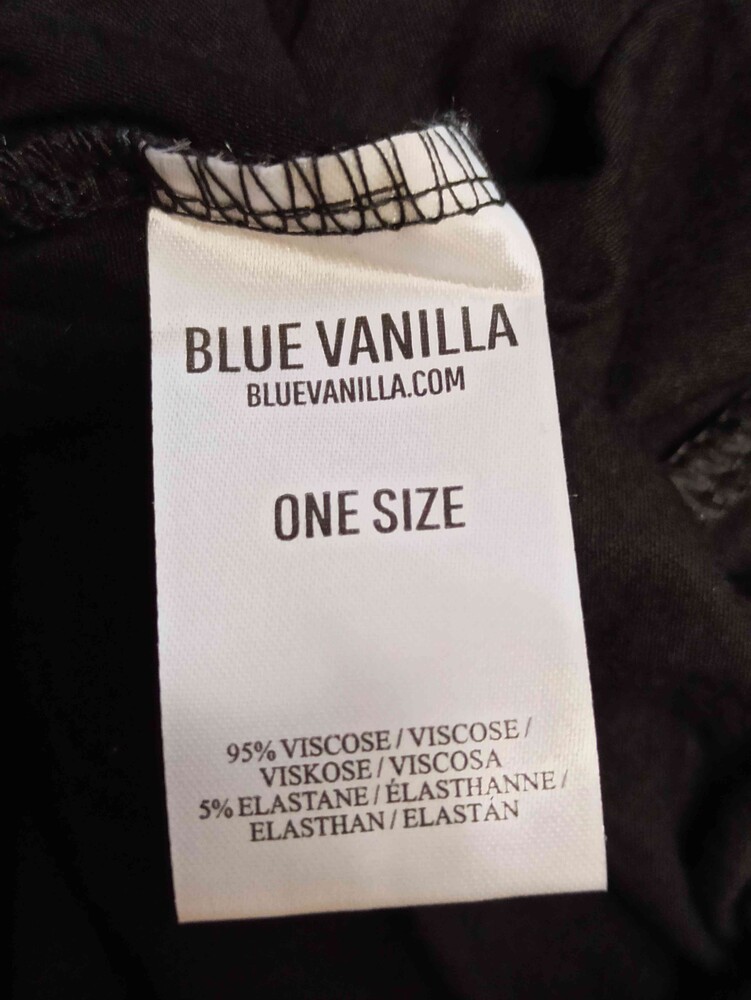 BLUE VANILLA
BLUEVANILLA.COM
ONE SIZE
95% VISCOSE / VISCOSE /
VISKOSE / VISCOSA
5% ELASTANE / ÉLASTHANNE /
ELASTHAN / ELASTÁN